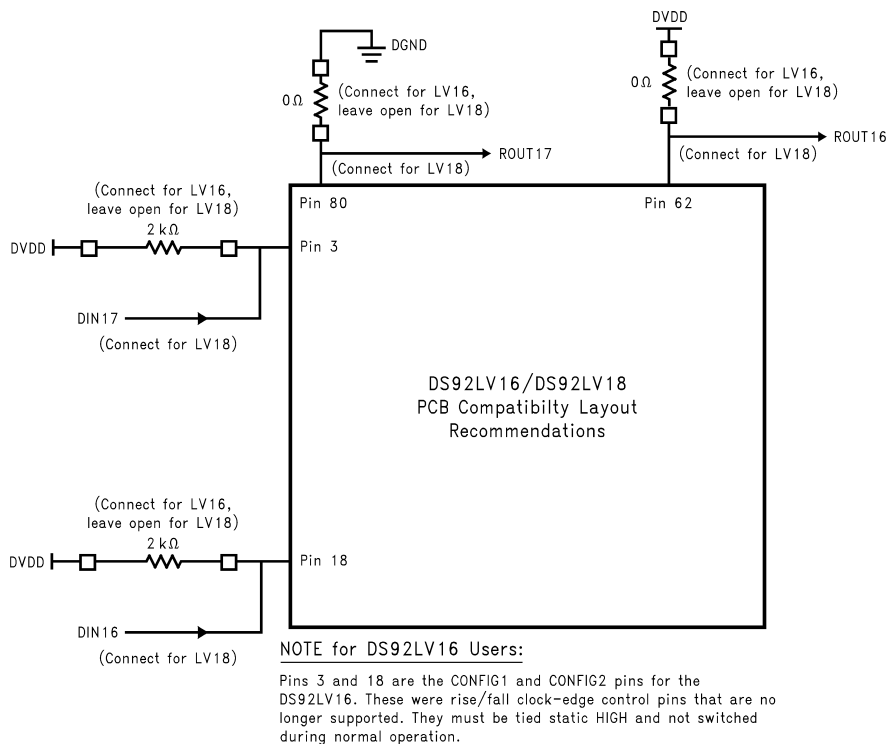 DGND
0Ω
(Connect for LV16,
leave open for LV18)
ROUT17
(Connect for LV18)
DVDD
0Ω
(Connect for LV16,
leave open for LV18)
ROUT16
(Connect for LV18)
Pin 80
Pin 62
(Connect for LV16,
leave open for LV18)
2 kΩ
DVDD
Pin 3
DIN17
(Connect for LV18)
DS92LV16/DS92LV18
PCB Compatibilty Layout
Recommendations
(Connect for LV16,
leave open for LV18)
2 kΩ
DVDD
Pin 18
DIN16
(Connect for LV18)
NOTE for DS92LV16 Users:
Pins 3 and 18 are the CONFIG1 and CONFIG2 pins for the
DS92LV16. These were rise/fall clock-edge control pins that are no
longer supported. They must be tied static HIGH and not switched
during normal operation.